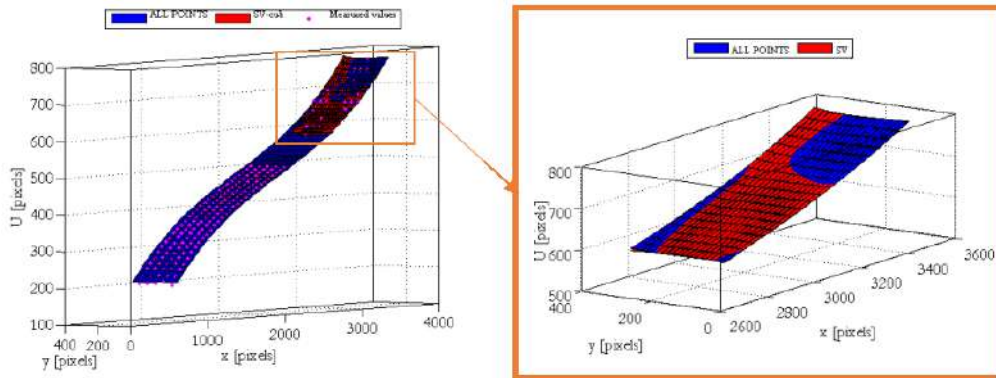 ALL POINTS SV-cub Measured values
800
700
600
500
400
300
200
100
U [pixels]
400 200 0 1000 2000 3000 4000
y [pixels] x [pixels]
ALL POINTS SV
800
700
600
500
U [pixels]
400 200 0
2600 2800 3000 3200 3400 3600
y [pixels] x [pixels]